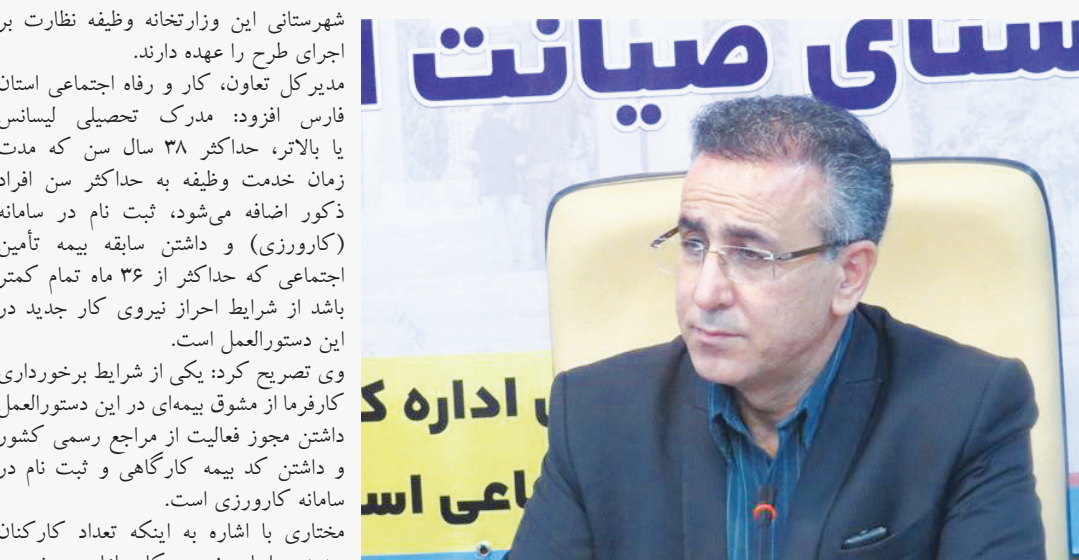 شهرستانی این وزارتخانه وظیفه نظارت بر
اجرای طرح را عهده دارند.
مدیرکل تعاون، کار و رفاه اجتماعی استان
فارس افزود: مدرک تحصیلی لیسانس
یا بالاتر، حداکثر ۳۸ سال سن که مدت
زمان خدمت وظیفه به حداکثر سن افراد
ذکور اضافه می‌شود، ثبت نام در سامانه
(کارورزی) و داشتن سابقه بیمه تأمین
اجتماعی که حداکثر از ۳۶ ماه تمام کمتر
باشد از شرایط احراز نیروی کار جدید در
این دستورالعمل است.
وی تصریح کرد: یکی از شرایط برخورداری
کارفرما از مشوق بیمه‌ای در این دستورالعمل
داشتن مجوز فعالیت از مراجع رسمی کشور
و داشتن کد بیمه کارگاهی و ثبت نام در
سامانه کارورزی است.
مختاری با اشاره به اینکه تعداد کارکنان
ستای صیانت ا
اداره ک
اعی اس